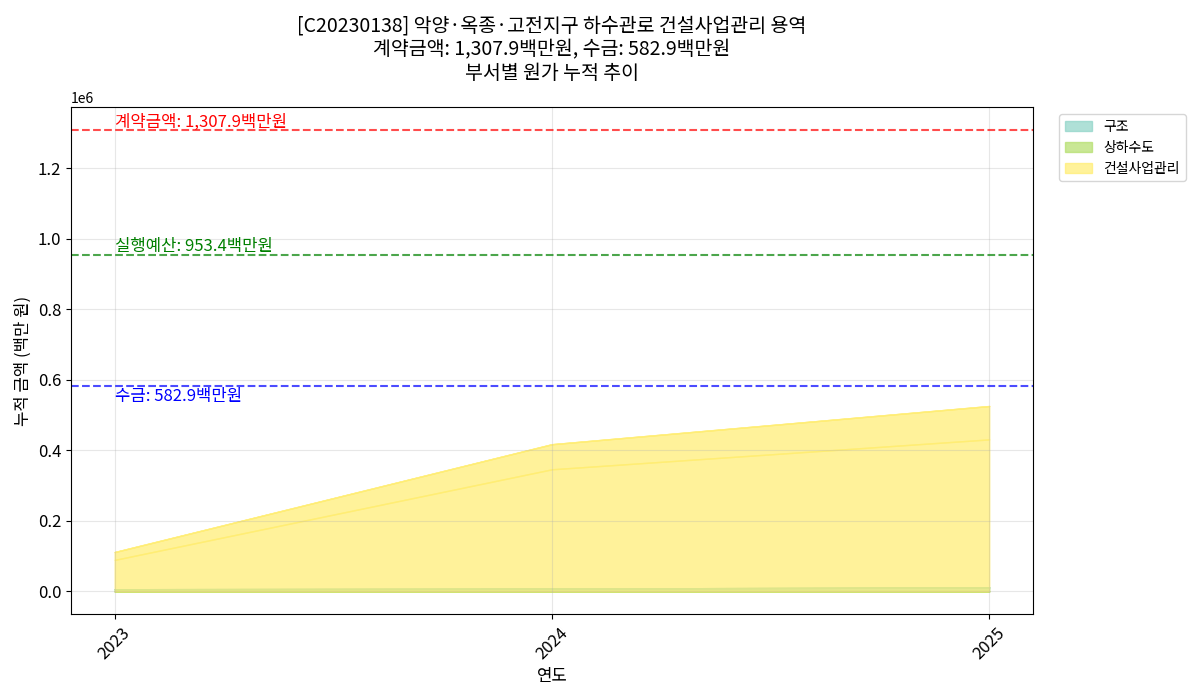 [C20230138] 악양·옥종·고전지구 하수관로 건설사업관리 용역
계약금액: 1,307.9백만원, 수금: 582.9백만원
부서별 원가 누적 추이
1e6
계약금액: 1,307.9백만원
실행예산: 953.4백만원
수금: 582.9백만원
구조
상하수도
건설사업관리
누적 금액 (백만 원)
1.2
1.0
0.8
0.6
0.4
0.2
0.0
2023
2024
2025
연도